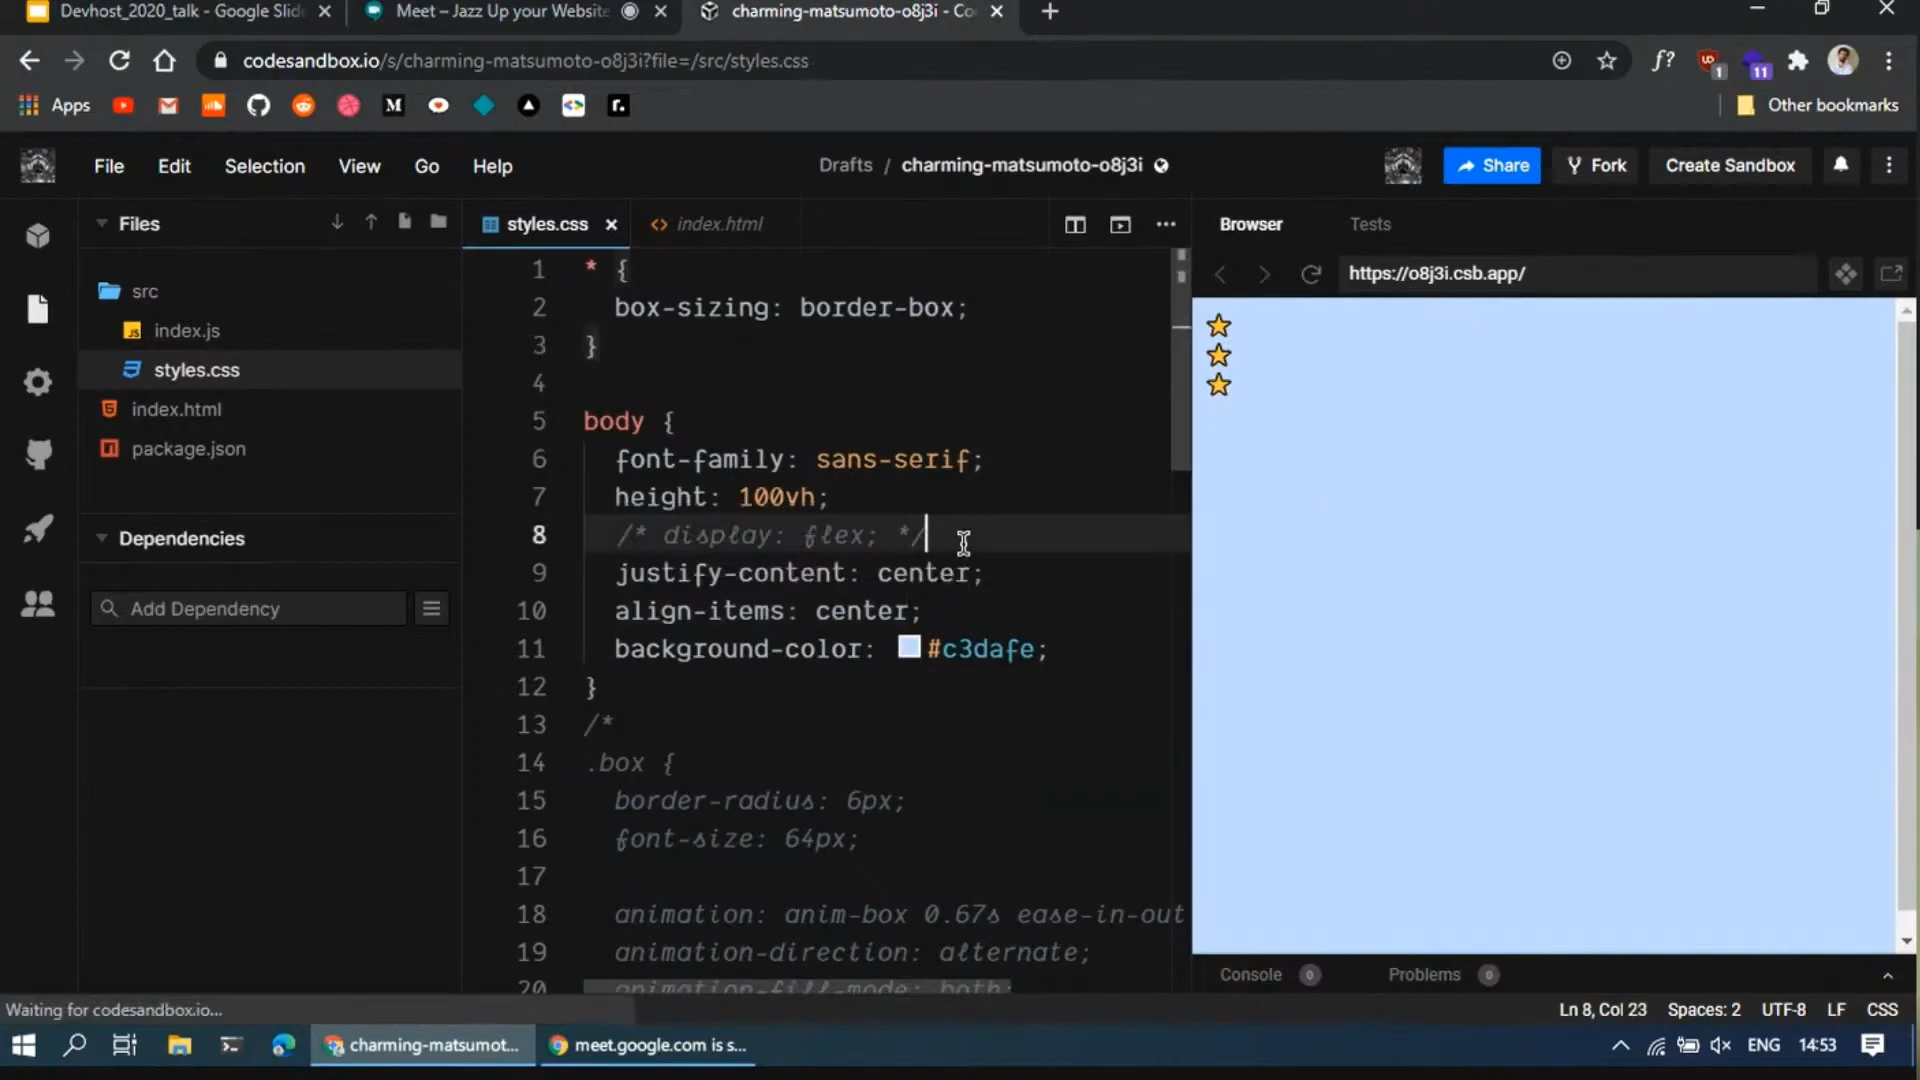 Devhost_2020_talk - Google Slid
Meet – Jazz Up your Website
charming-matsumoto-o8j3i - Co
codesandbox.io/s/charming-matsumoto-o8j3i?file=/src/styles.css
f?
1
11
Apps
M
r.
Other bookmarks
File
Edit
Selection
View
Go
Help
Drafts / charming-matsumoto-o8j3i
Share
Fork
Create Sandbox
Files
src
index.js
styles.css
index.html
package.json
Dependencies
Add Dependency
styles.css
index.html
1 * {
2 box-sizing: border-box;
3 }
4
5 body {
6 font-family: sans-serif;
7 height: 100vh;
8 /* display: flex; */
9 justify-content: center;
10 align-items: center;
11 background-color: #c3dafe;
12 }
13 /*
14 .box {
15 border-radius: 6px;
16 font-size: 64px;
17
18 animation: anim-box 0.67s ease-in-out
19 animation-direction: alternate;
20 animation-fill-mode: both;
Browser
Tests
https://o8j3i.csb.app/
Console 0
Problems 0
Waiting for codesandbox.io...
Ln 8, Col 23
Spaces: 2
UTF-8
LF
CSS
charming-matsumot...
meet.google.com is s...
ENG
14:53